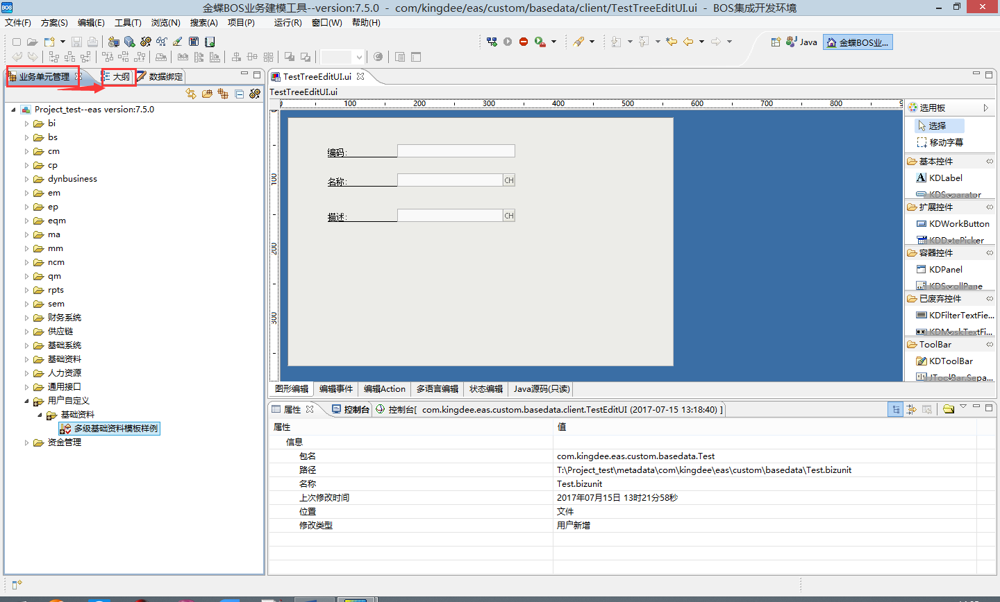 BOS 金蝶BOS业务建模工具--version:7.5.0 - com/kingdee/eas/custom/basedata/client/TestTreeEditUI.ui - BOS集成开发环境
文件(F) 方案(S) 编辑(E) 工具(T) 浏览(N) 搜索(A) 项目(P) 运行(R) 窗口(W) 帮助(H)
Java 金蝶BOS业...
业务单元管理 大纲 数据绑定
Project_test--eas version:7.5.0
bi
bs
cm
cp
dynbusiness
em
ep
eqm
ma
mm
ncm
qm
rpts
sem
财务系统
供应链
基础系统
基础资料
人力资源
通用接口
用户自定义
基础资料
多级基础资料模板样例
资金管理
TestTreeEditUI.ui
TestTreeEditUI.ui
0 100 200 300 400 500 600 700 800 9
0
100
200
300
编码:
名称: CH
描述: CH
选用板
选择
移动字幕
基本控件
KDLabel
KDSeparator
扩展控件
KDWorkButton
KDDatePicker
容器控件
KDPanel
KDScrollPane
已废弃控件
KDFilterTextFie...
KDMaskTextFi...
ToolBar
KDToolBar
JToolBar.Sepa...
图形编辑 编辑事件 编辑Action 多语言编辑 状态编辑 Java源码(只读)
属性 控制台 控制台[ com.kingdee.eas.custom.basedata.client.TestEditUI (2017-07-15 13:18:40) ]
属性 值
信息
包名 com.kingdee.eas.custom.basedata.Test
路径 T:\Project_test\metadata\com\kingdee\eas\custom\basedata\Test.bizunit
名称 Test.bizunit
上次修改时间 2017年07月15日 13时21分58秒
位置 文件
修改类型 用户新增